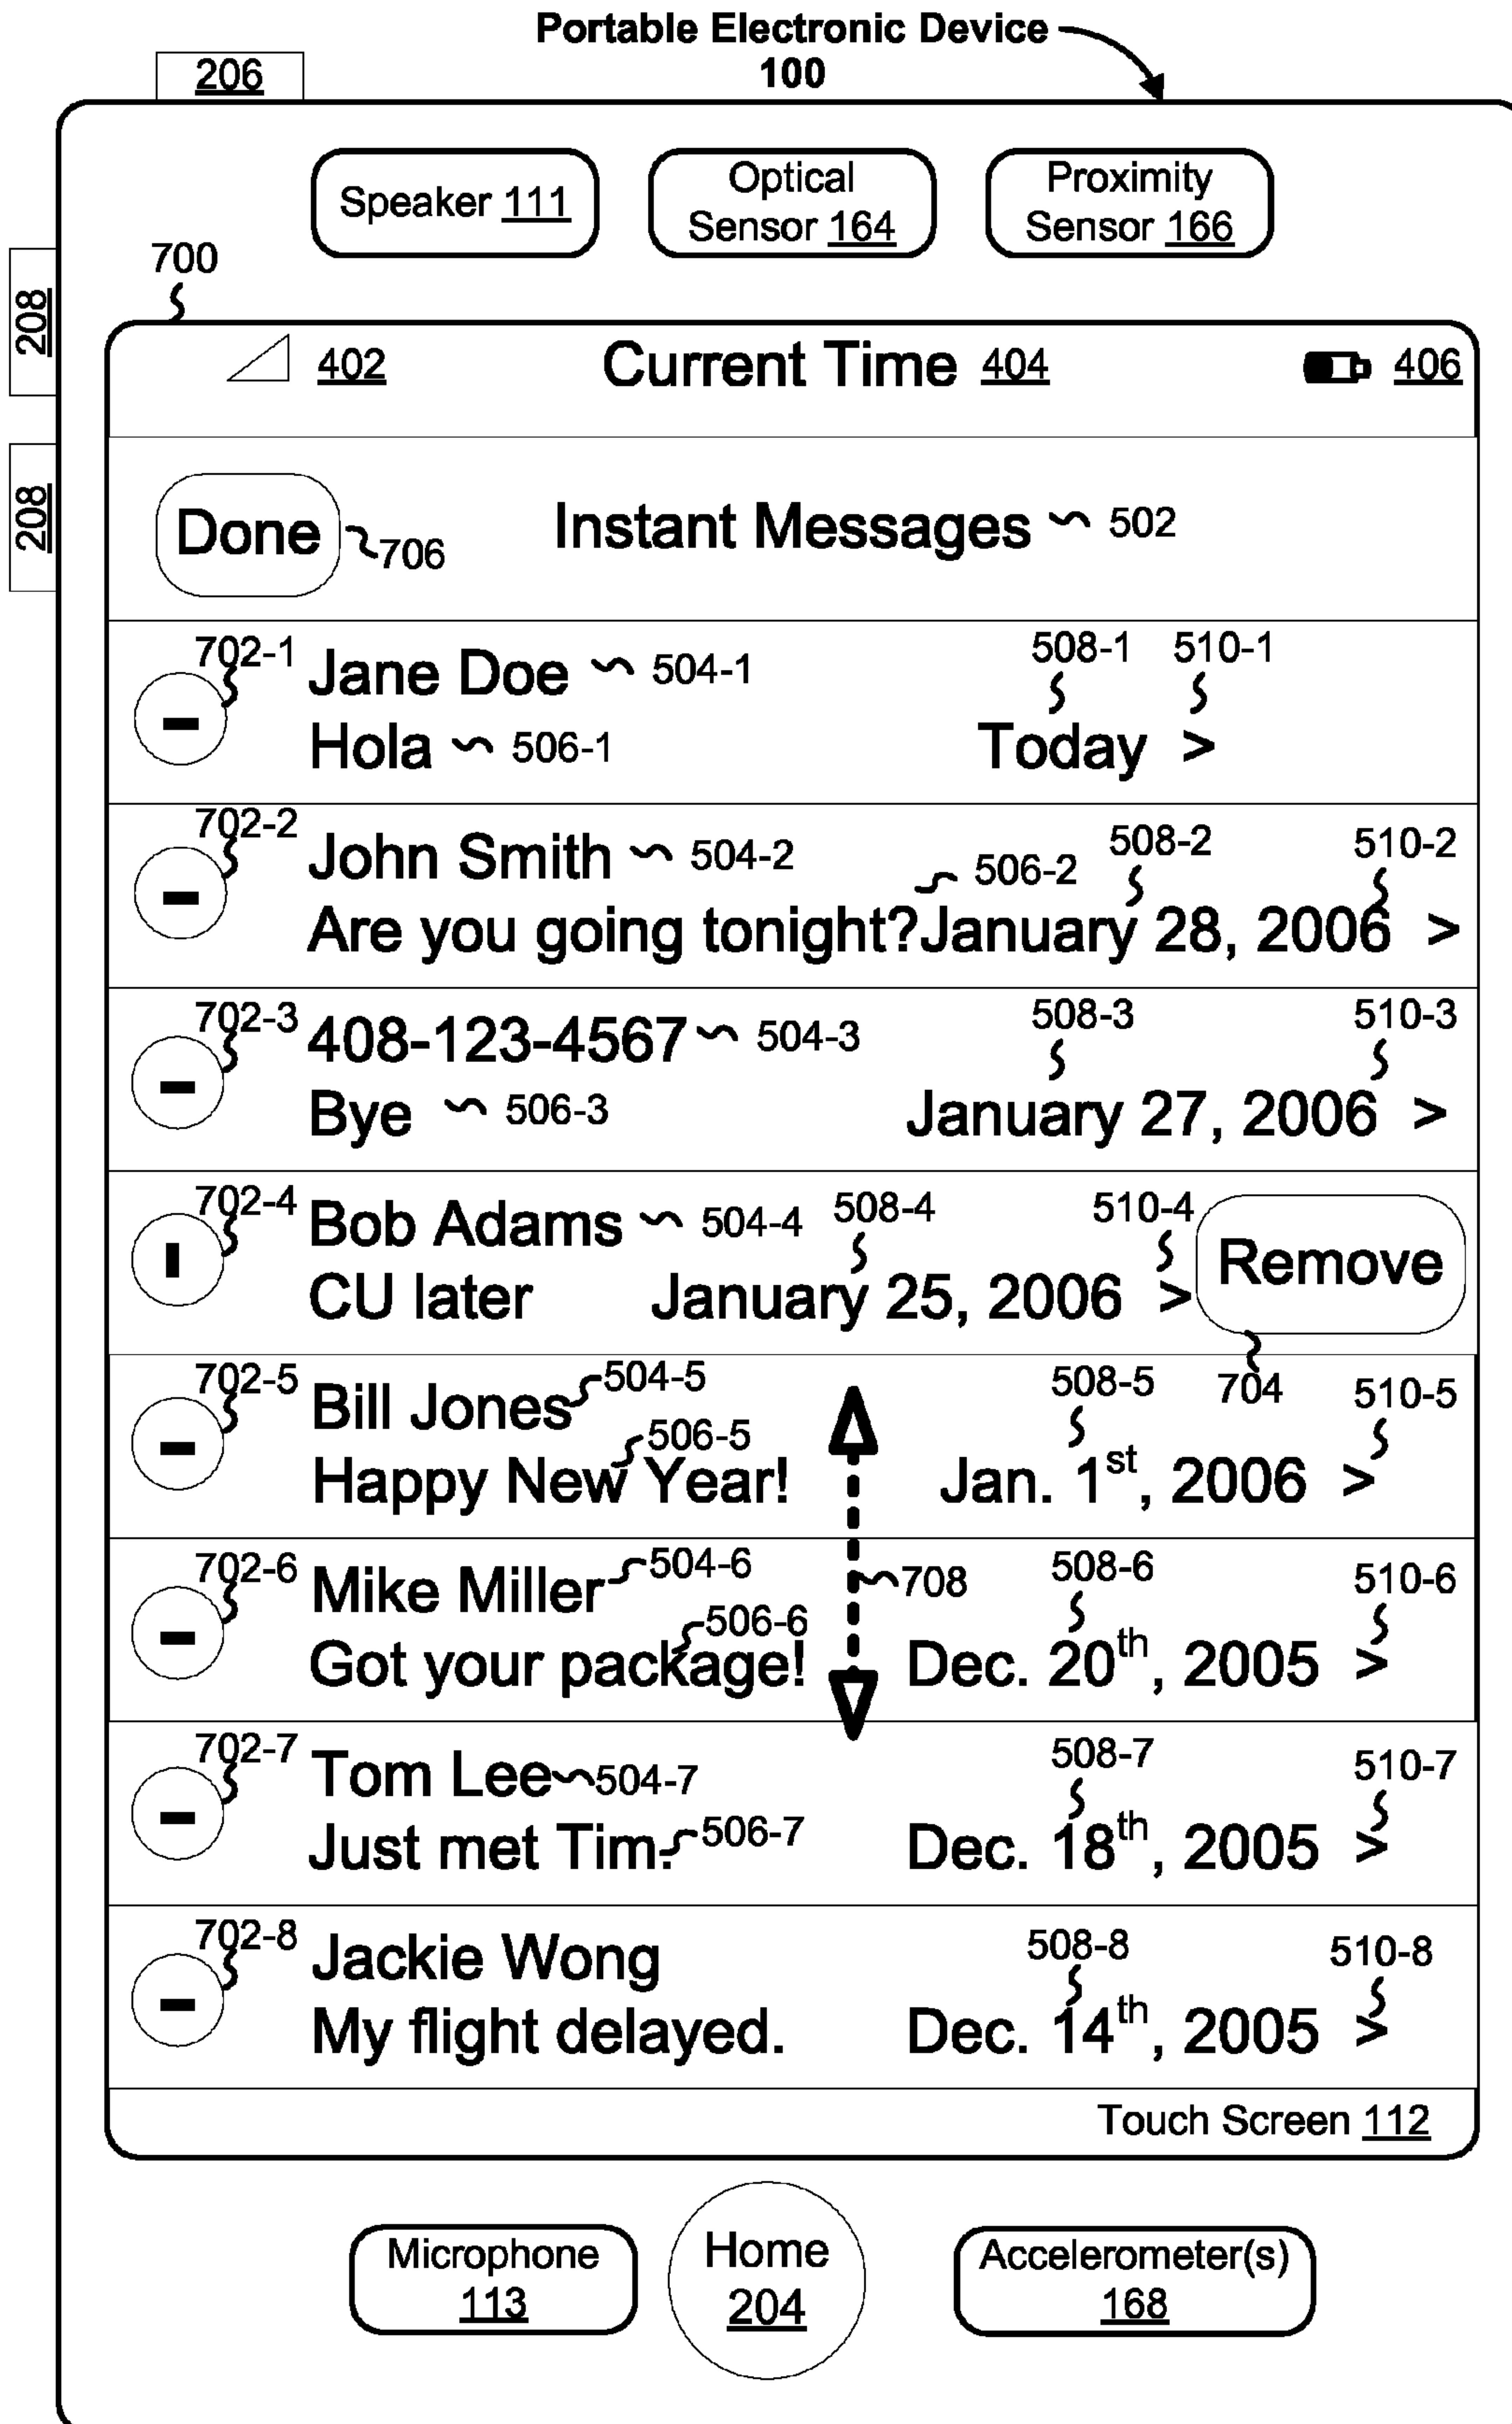 Portable Electronic Device
100
206
Speaker 111
Optical
Sensor 164
Proximity
Sensor 166
700
208
208
402 Current Time 404 406
Done 706 Instant Messages 502
702-1 Jane Doe 504-1 508-1 510-1
Hola 506-1 Today >
702-2 John Smith 504-2 506-2 508-2 510-2
Are you going tonight? January 28, 2006 >
702-3 408-123-4567 504-3 508-3 510-3
Bye 506-3 January 27, 2006 >
702-4 Bob Adams 504-4 508-4 510-4 Remove
CU later January 25, 2006 >
702-5 Bill Jones 504-5 508-5 704 510-5
506-5
Happy New Year! Jan. 1st, 2006 >
702-6 Mike Miller 504-6 708 508-6 510-6
506-6
Got your package! Dec. 20th, 2005 >
702-7 Tom Lee 504-7 508-7 510-7
Just met Tim. 506-7 Dec. 18th, 2005 >
702-8 Jackie Wong 508-8 510-8
My flight delayed. Dec. 14th, 2005 >
Touch Screen 112
Microphone
113
Home
204
Accelerometer(s)
168